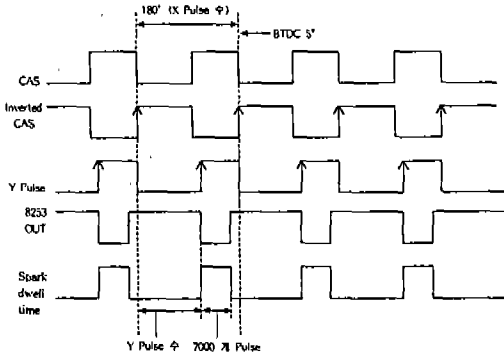 180° (X Pulse 수)
BTDC 5°
CAS
Inverted
CAS
Y Pulse
8253
OUT
Spark
dwell
time
Y Pulse 수
7000 개 Pulse